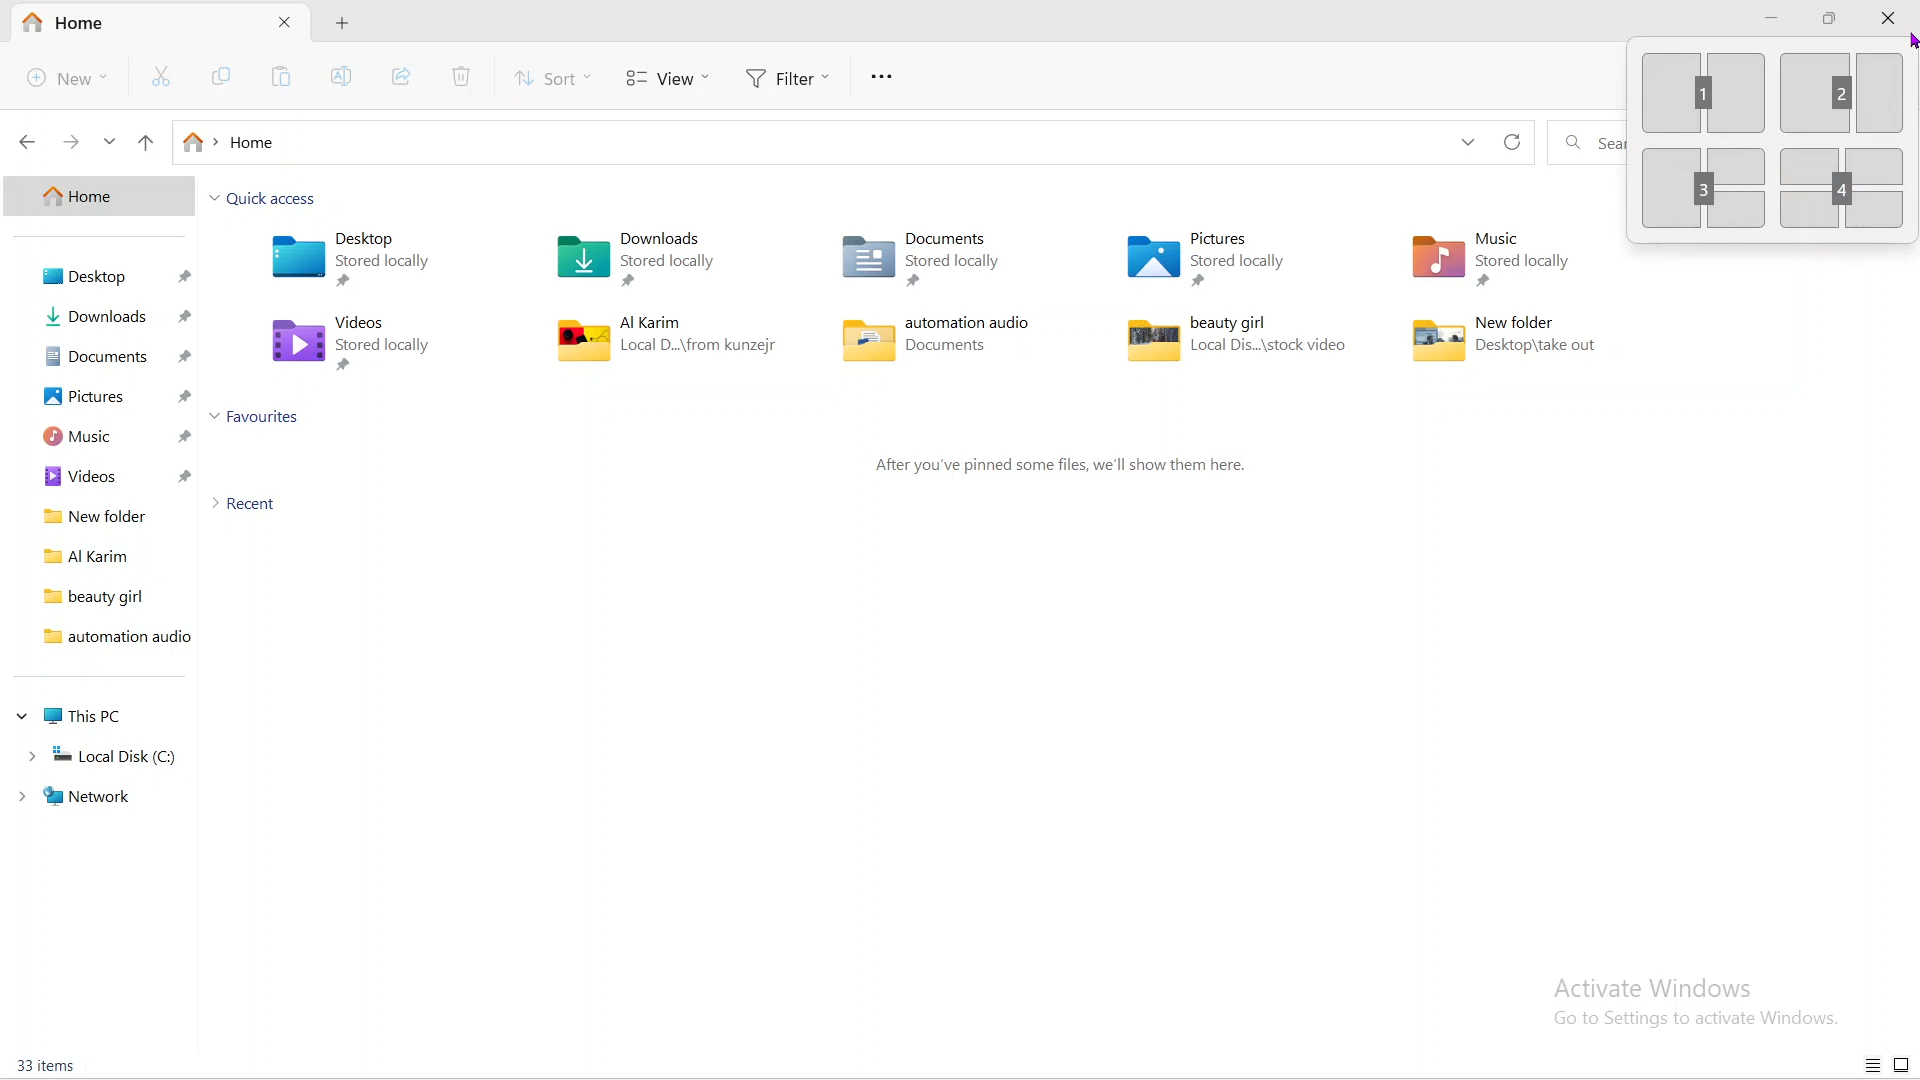 Home
New
Sort
View
Filter
Home
Sear
1
2
3
4
Home
Desktop
Downloads
Documents
Pictures
Music
Videos
New folder
Al Karim
beauty girl
automation audio
This PC
Local Disk (C:)
Network
Quick access
Desktop
Stored locally
Downloads
Stored locally
Documents
Stored locally
Pictures
Stored locally
Music
Stored locally
Videos
Stored locally
Al Karim
Local D...\from kunzejr
automation audio
Documents
beauty girl
Local Dis...\stock video
New folder
Desktop\take out
Favourites
After you've pinned some files, we'll show them here.
Recent
Activate Windows
Go to Settings to activate Windows.
33 items